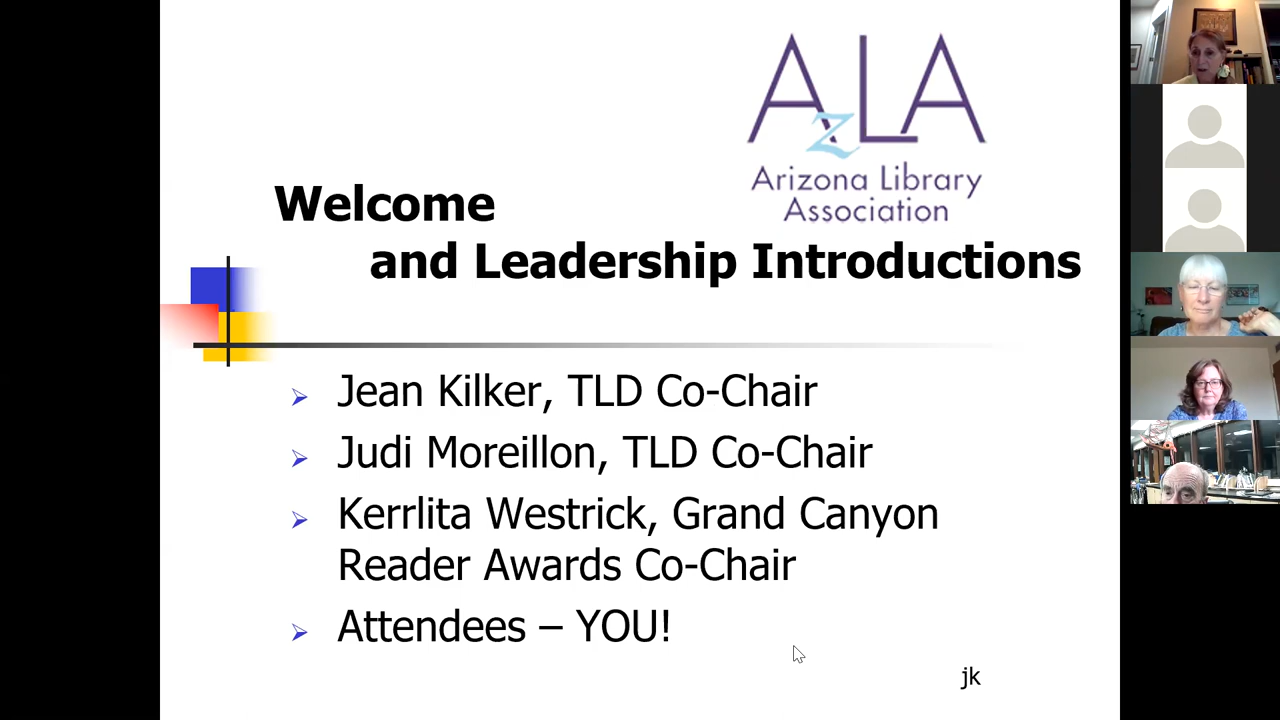 AzLA
Arizona Library
Association
Welcome
and Leadership Introductions
Jean Kilker, TLD Co-Chair
Judi Moreillon, TLD Co-Chair
Kerrlita Westrick, Grand Canyon
Reader Awards Co-Chair
Attendees – YOU!
jk